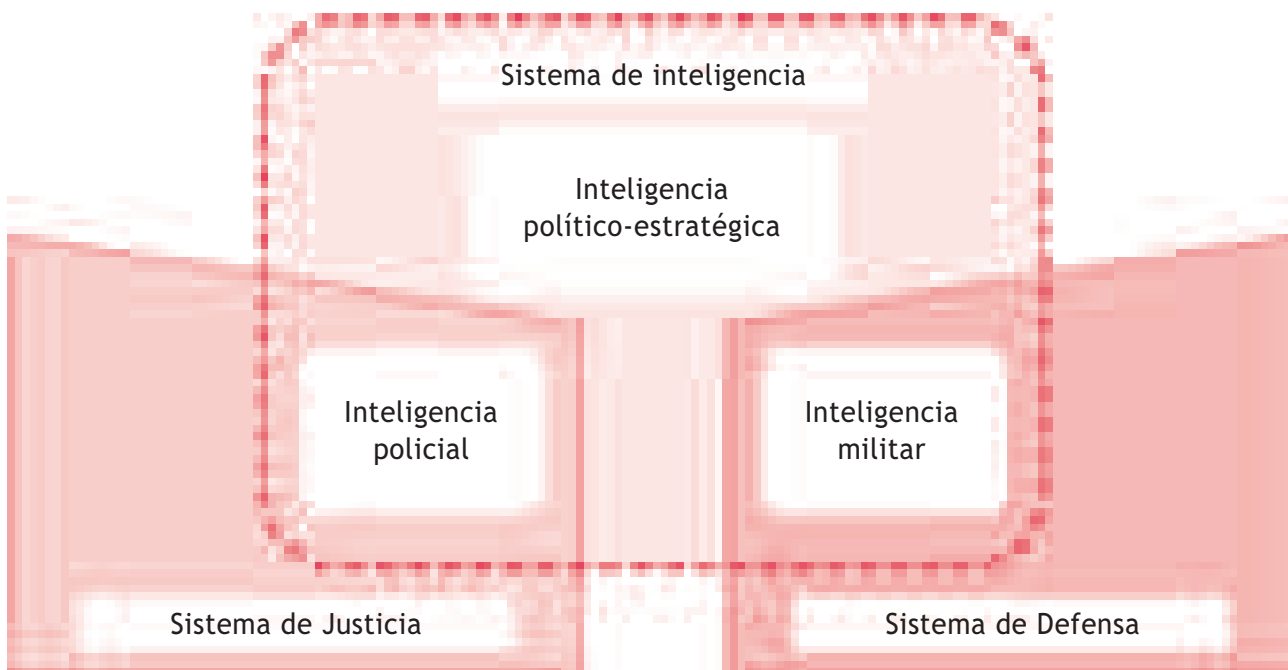 Sistema de inteligencia
Inteligencia
político-estratégica
Inteligencia
policial
Inteligencia
militar
Sistema de Justicia
Sistema de Defensa